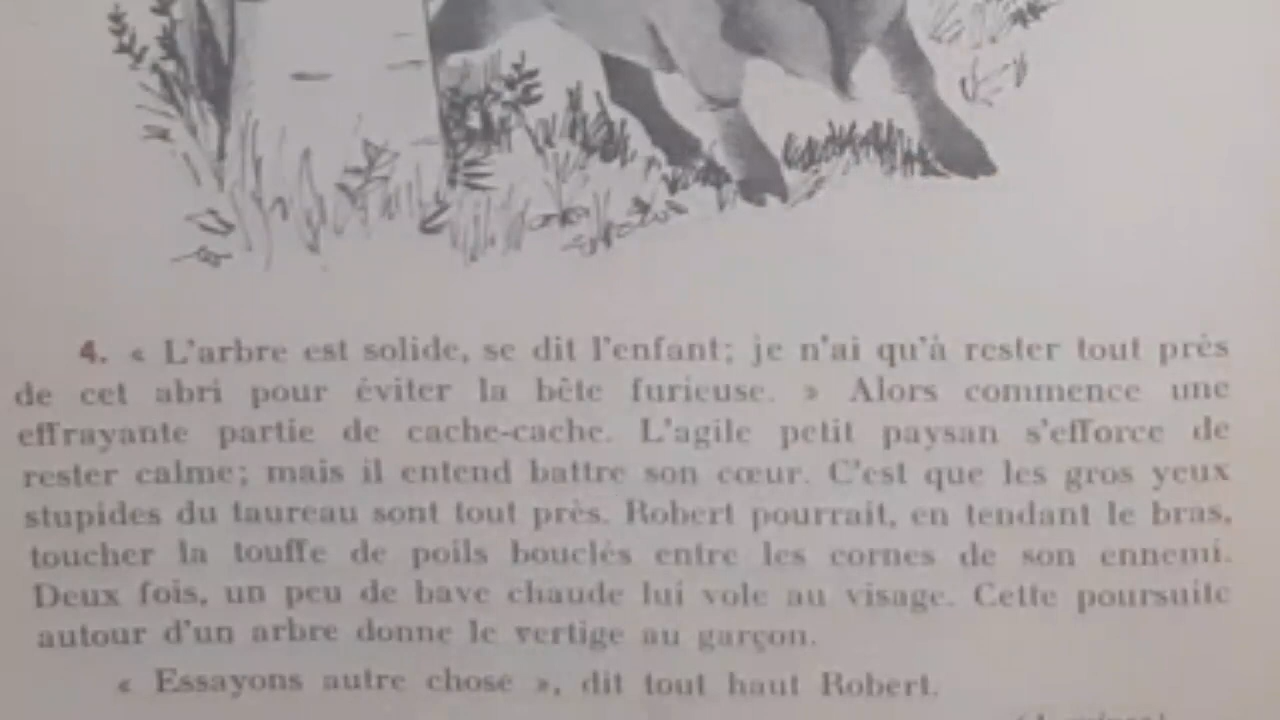 4. « L'arbre est solide, se dit l'enfant; je n'ai qu'à rester tout près
de cet abri pour éviter la bête furieuse. » Alors commence une
effrayante partie de cache-cache. L'agile petit paysan s'efforce de
rester calme; mais il entend battre son cœur. C'est que les gros yeux
stupides du taureau sont tout près. Robert pourrait, en tendant le bras,
toucher la touffe de poils bouclés entre les cornes de son ennemi.
Deux fois, un peu de bave chaude lui vole au visage. Cette poursuite
autour d'un arbre donne le vertige au garçon.
« Essayons autre chose », dit tout haut Robert.